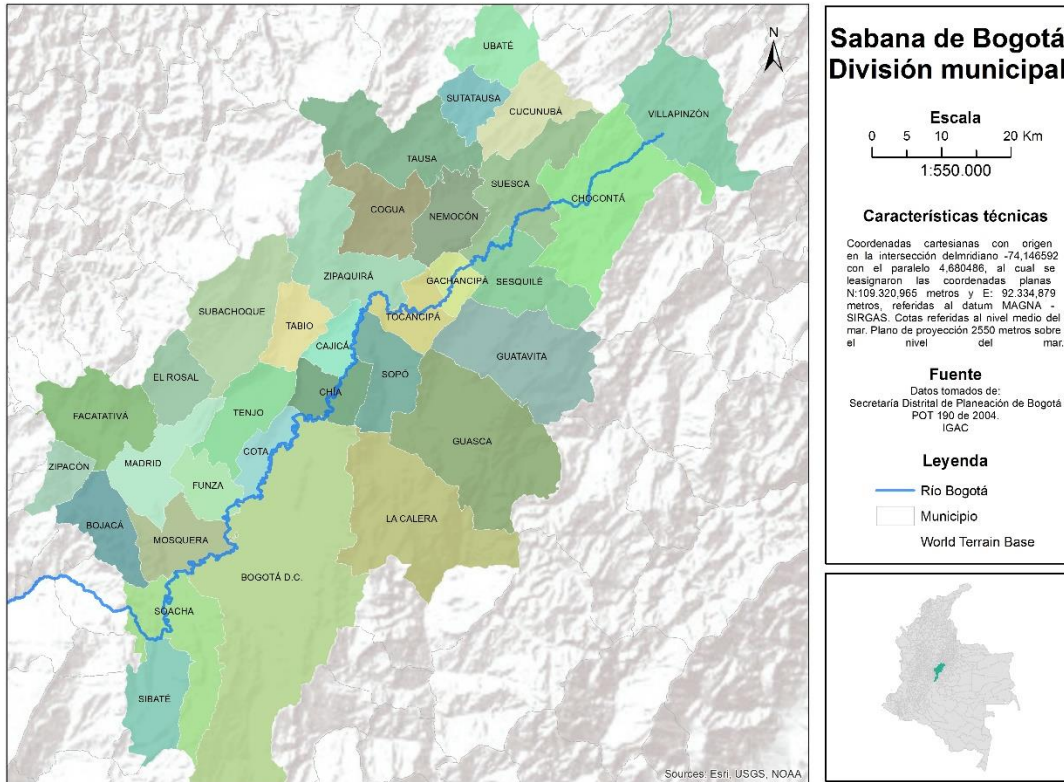 UBATÉ
N
SUTATAUSA
CUCUNUBÁ
VILLAPINZÓN
TAUSA
SUESCA
CHOCONTÁ
COGUA
NEMOCÓN
ZIPAQUIRÁ
GACHANCIPÁ
SESQUILÉ
SUBACHOQUE
TABIO
TOCANCIPÁ
CAJICÁ
GUATAVITA
EL ROSAL
CHÍA
SOPÓ
FACATATIVÁ
TENJO
GUASCA
ZIPACÓN
MADRID
COTA
FUNZA
BOJACÁ
MOSQUERA
LA CALERA
BOGOTÁ D.C.
SOACHA
SIBATÉ
Sources: Esri, USGS, NOAA
Sabana de Bogotá
División municipal
Escala
0 5 10 20 Km
1:550.000
Características técnicas
Coordenadas cartesianas con origen
en la intersección delmridiano -74,146592
con el paralelo 4,680486, al cual se
leasignaron las coordenadas planas
N:109.320,965 metros y E: 92.334,879
metros, referidas al datum MAGNA -
SIRGAS. Cotas referidas al nivel medio del
mar. Plano de proyección 2550 metros sobre
el nivel del mar.
Fuente
Datos tomados de:
Secretaría Distrital de Planeación de Bogotá
POT 190 de 2004.
IGAC
Leyenda
Río Bogotá
Municipio
World Terrain Base